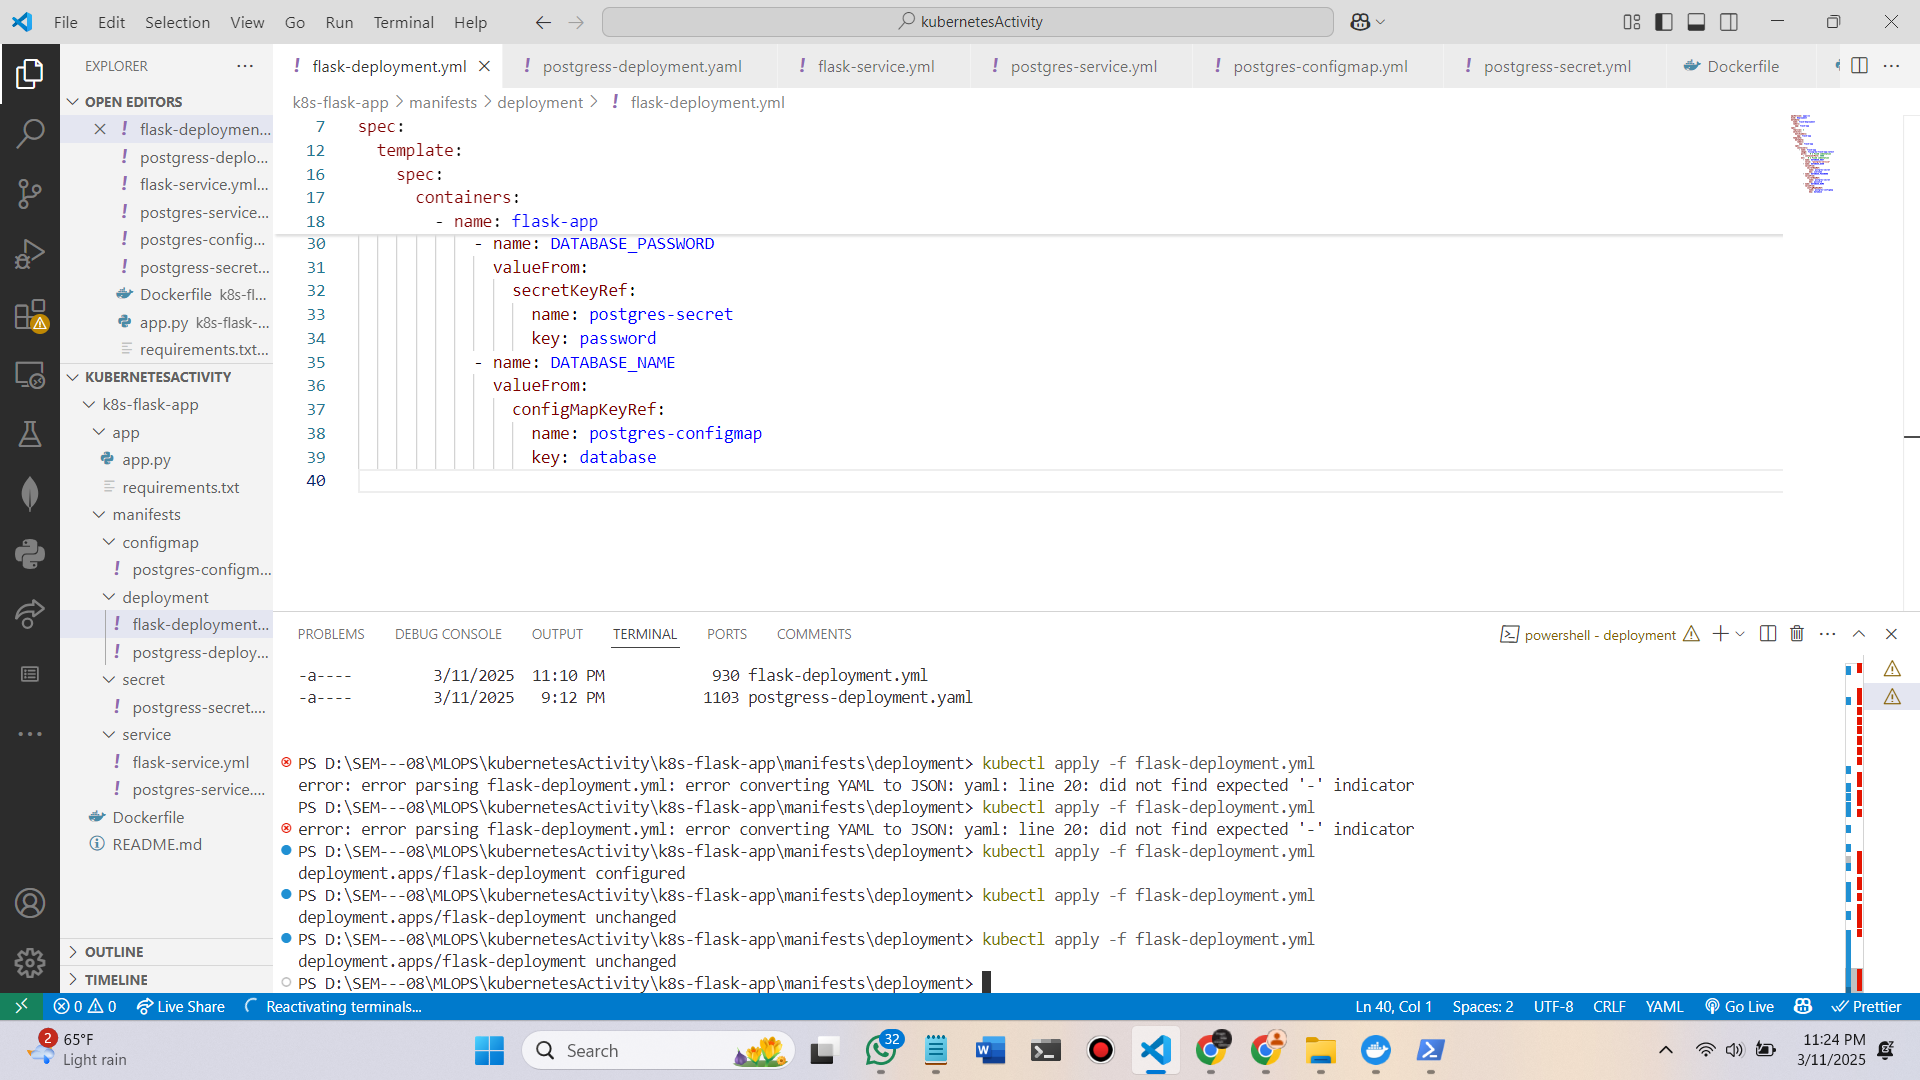 File Edit Selection View Go Run Terminal Help
kubernetesActivity
EXPLORER
flask-deployment.yml
postgress-deployment.yaml
flask-service.yml
postgres-service.yml
postgres-configmap.yml
postgress-secret.yml
Dockerfile
OPEN EDITORS
flask-deploymen...
postgress-deplo...
flask-service.yml...
postgres-service...
postgres-config...
postgress-secret...
Dockerfile k8s-fl...
app.py k8s-flask-...
requirements.txt...
KUBERNETESACTIVITY
k8s-flask-app
app
app.py
requirements.txt
manifests
configmap
postgres-configm...
deployment
flask-deployment...
postgress-deploy...
secret
postgress-secret....
service
flask-service.yml
postgres-service....
Dockerfile
README.md
OUTLINE
TIMELINE
k8s-flask-app > manifests > deployment > ! flask-deployment.yml
7 spec:
12 template:
16 spec:
17 containers:
18 - name: flask-app
30 - name: DATABASE_PASSWORD
31 valueFrom:
32 secretKeyRef:
33 name: postgres-secret
34 key: password
35 - name: DATABASE_NAME
36 valueFrom:
37 configMapKeyRef:
38 name: postgres-configmap
39 key: database
40
PROBLEMS DEBUG CONSOLE OUTPUT TERMINAL PORTS COMMENTS
powershell - deployment
-a---- 3/11/2025 11:10 PM 930 flask-deployment.yml
-a---- 3/11/2025 9:12 PM 1103 postgress-deployment.yaml
PS D:\SEM---08\MLOPS\kubernetesActivity\k8s-flask-app\manifests\deployment> kubectl apply -f flask-deployment.yml
error: error parsing flask-deployment.yml: error converting YAML to JSON: yaml: line 20: did not find expected '-' indicator
PS D:\SEM---08\MLOPS\kubernetesActivity\k8s-flask-app\manifests\deployment> kubectl apply -f flask-deployment.yml
error: error parsing flask-deployment.yml: error converting YAML to JSON: yaml: line 20: did not find expected '-' indicator
PS D:\SEM---08\MLOPS\kubernetesActivity\k8s-flask-app\manifests\deployment> kubectl apply -f flask-deployment.yml
deployment.apps/flask-deployment configured
PS D:\SEM---08\MLOPS\kubernetesActivity\k8s-flask-app\manifests\deployment> kubectl apply -f flask-deployment.yml
deployment.apps/flask-deployment unchanged
PS D:\SEM---08\MLOPS\kubernetesActivity\k8s-flask-app\manifests\deployment> kubectl apply -f flask-deployment.yml
deployment.apps/flask-deployment unchanged
PS D:\SEM---08\MLOPS\kubernetesActivity\k8s-flask-app\manifests\deployment>
0 0 Live Share Reactivating terminals...
Ln 40, Col 1 Spaces: 2 UTF-8 CRLF YAML Go Live Prettier
2
65°F
Light rain
Search
32
11:24 PM
3/11/2025